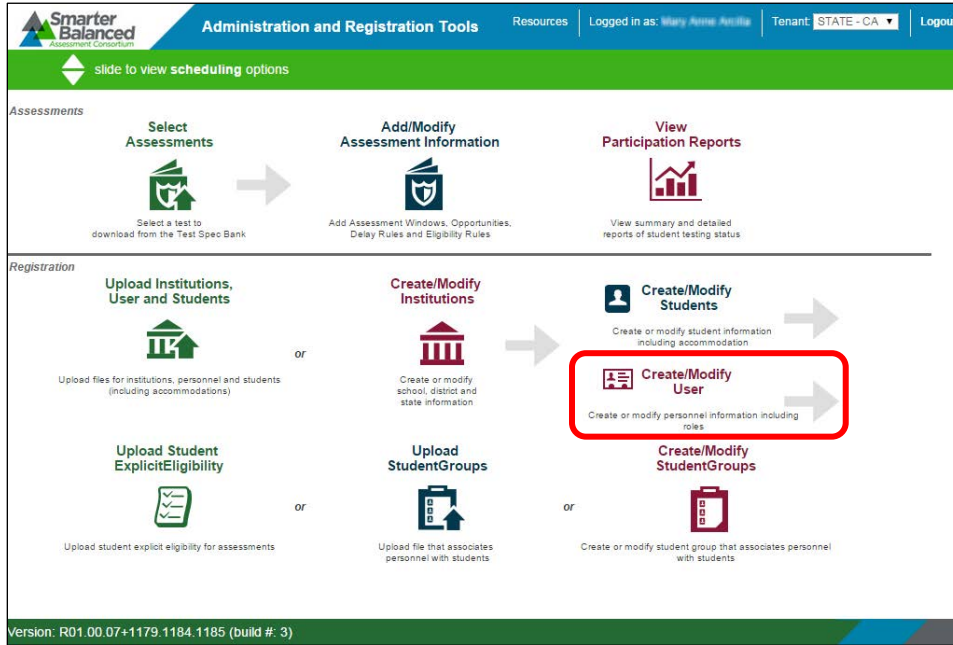 Smarter
Balanced
Assessment Consortium
Administration and Registration Tools
Resources
Logged in as:
Tenant: STATE - CA
Logou
slide to view scheduling options
Assessments
Select
Assessments
Select a test to
download from the Test Spec Bank
Add/Modify
Assessment Information
Add Assessment Windows, Opportunities,
Delay Rules and Eligibility Rules
View
Participation Reports
View summary and detailed
reports of student testing status
Registration
Upload Institutions,
User and Students
Upload files for institutions, personnel and students
(including accommodations)
or
Create/Modify
Institutions
Create or modify
school, district and
state information
Create/Modify
Students
Create or modify student information
including accommodation
Create/Modify
User
Create or modify personnel information including
roles
Upload Student
ExplicitEligibility
Upload student explicit eligibility for assessments
or
Upload
StudentGroups
Upload file that associates
personnel with students
or
Create/Modify
StudentGroups
Create or modify student group that associates personnel
with students
Version: R01.00.07+1179.1184.1185 (build #: 3)